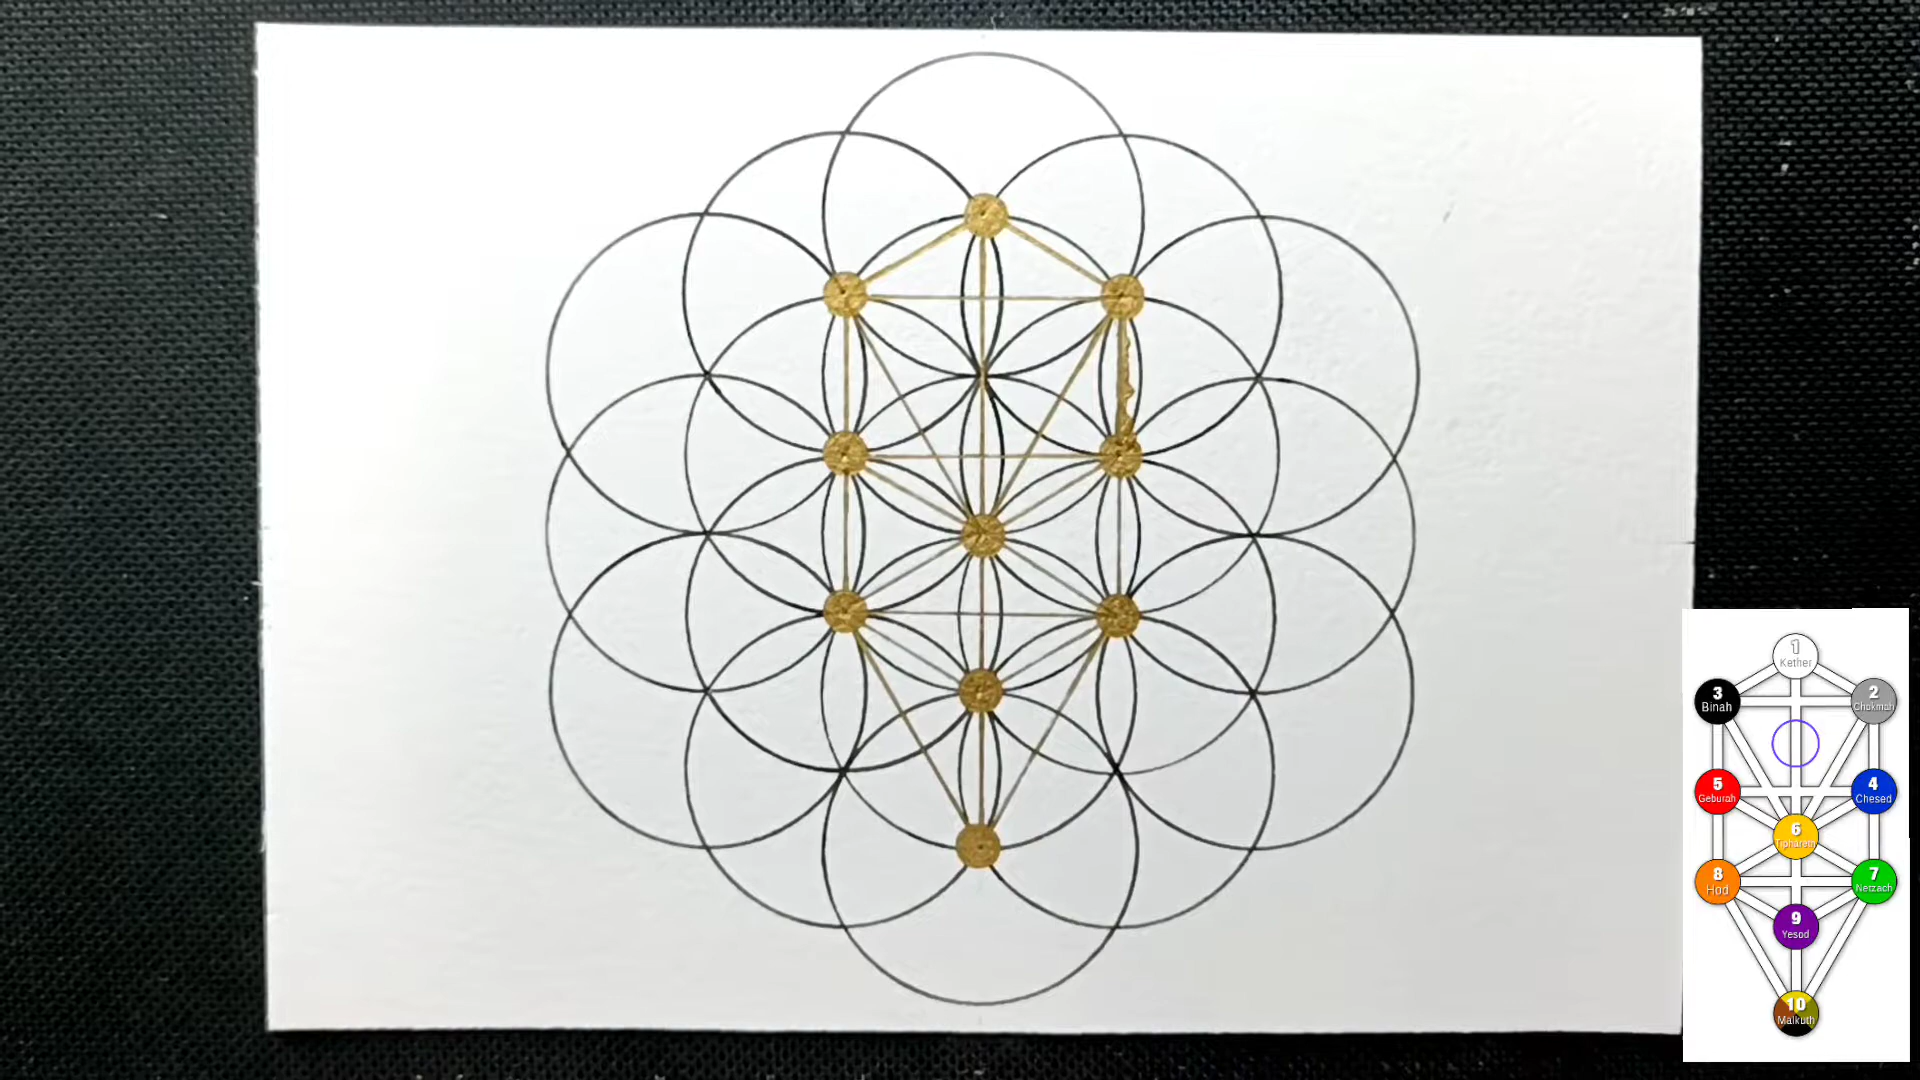 1
Kether
3
Binah
2
Chokmah
5
Geburah
4
Chesed
6
Tiphareth
8
Hod
7
Netzach
9
Yesod
10
Malkuth